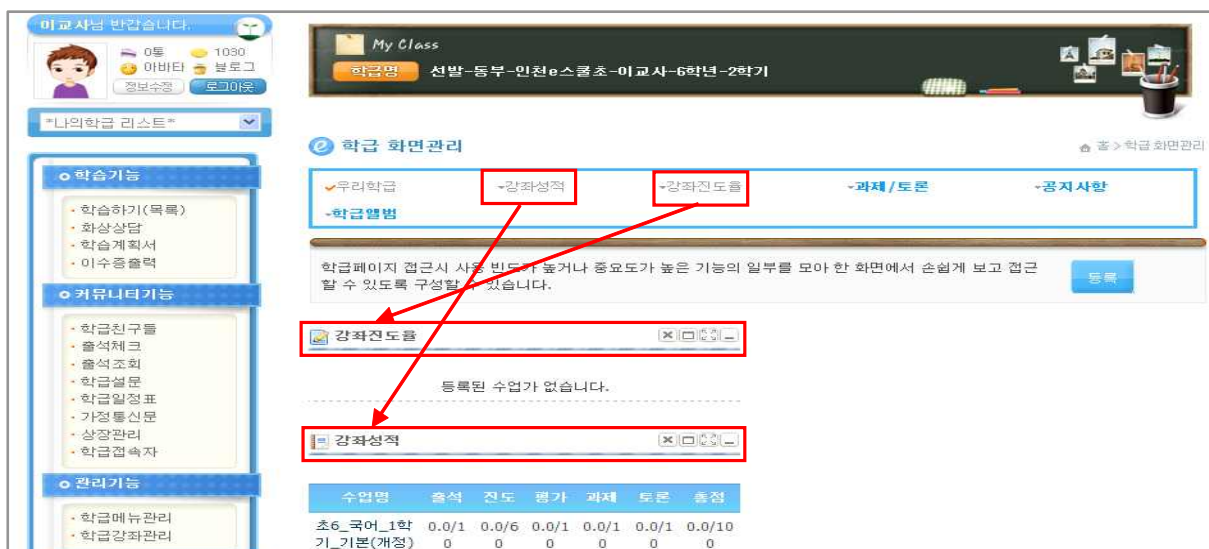 이교사님 반갑습니다.
0통 1030
아바타 블로그
정보수정 로그아웃
*나의학급 리스트*
학습기능
학습하기(목록)
화상상담
학습계획서
이수증출력
커뮤니티기능
학급친구들
출석체크
출석조회
학급설문
학급일정표
가정통신문
상장관리
학급접속자
관리기능
학급메뉴관리
학급강좌관리
My Class
학급명 선발-동부-인천e스쿨초-이교사-6학년-2학기
학급 화면관리
홈 > 학급 화면관리
우리학급 강좌성적 강좌진도율 과제/토론 공지사항
학급앨범
학급페이지 접근시 사용 빈도가 높거나 중요도가 높은 기능의 일부를 모아 한 화면에서 손쉽게 보고 접근
할 수 있도록 구성할 수 있습니다.
등록
강좌진도율
등록된 수업가 없습니다.
강좌성적
수업명 출석 진도 평가 과제 토론 총점
초6_국어_1학 0.0/1 0.0/6 0.0/1 0.0/1 0.0/1 0.0/10
기_기본(개정) 0 0 0 0 0 0